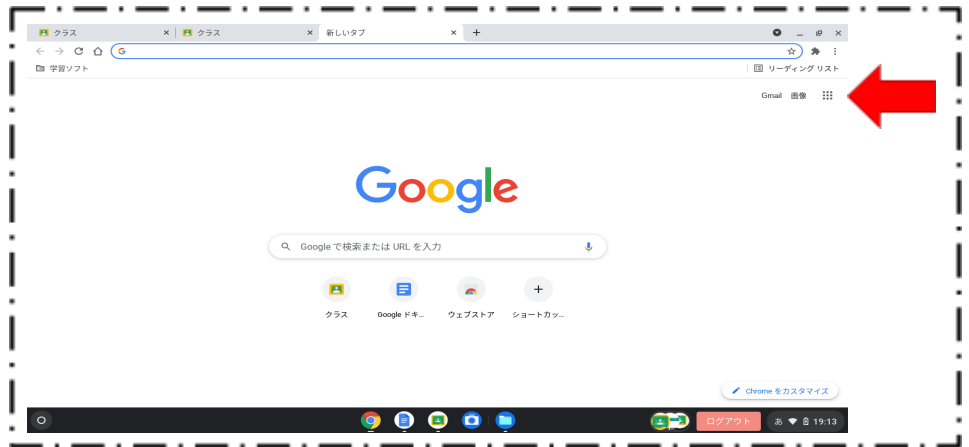 クラス
クラス
新しいタブ
学習ソフト
リーディング リスト
Gmail 画像
Google
Google で検索または URL を入力
クラス
Google ドキ...
ウェブストア
ショートカッ...
Chrome をカスタマイズ
ログアウト
あ
19:13